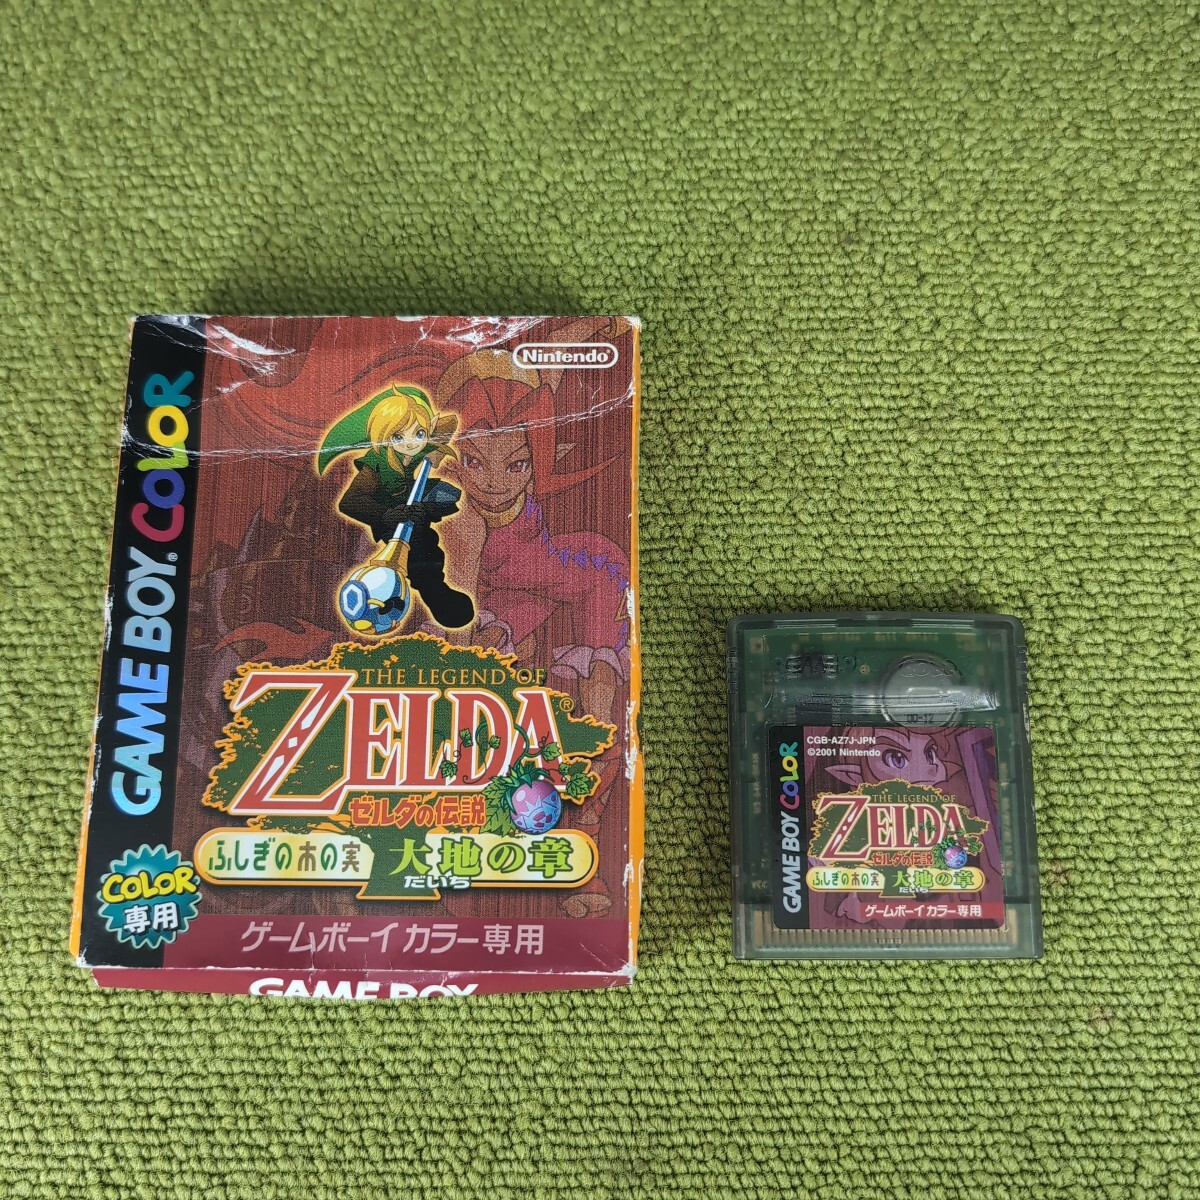 Nintendo®
GAME BOY® COLOR
THE LEGEND OF
ZELDA®
ゼルダの伝説
ふしぎの木の実 大地の章
だいち
COLOR
専用
ゲームボーイ カラー専用
GAME BOY
CGB-AZ7J-JPN
©2001 Nintendo
GAME BOY COLOR
THE LEGEND OF
ZELDA
ゼルダの伝説
ふしぎの木の実 大地の章
だいち
ゲームボーイ カラー専用